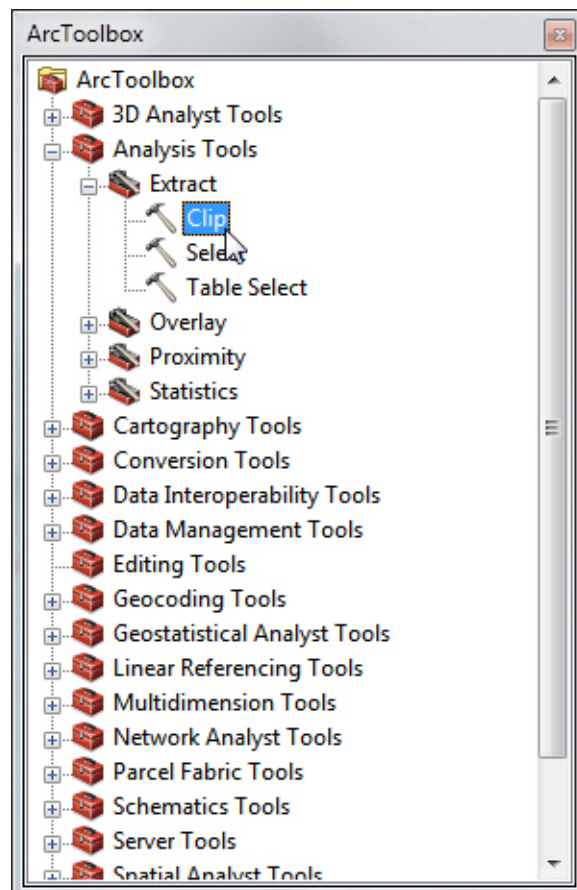 ArcToolbox
ArcToolbox
3D Analyst Tools
Analysis Tools
Extract
Clip
Select
Table Select
Overlay
Proximity
Statistics
Cartography Tools
Conversion Tools
Data Interoperability Tools
Data Management Tools
Editing Tools
Geocoding Tools
Geostatistical Analyst Tools
Linear Referencing Tools
Multidimension Tools
Network Analyst Tools
Parcel Fabric Tools
Schematics Tools
Server Tools
Spatial Analyst Tools